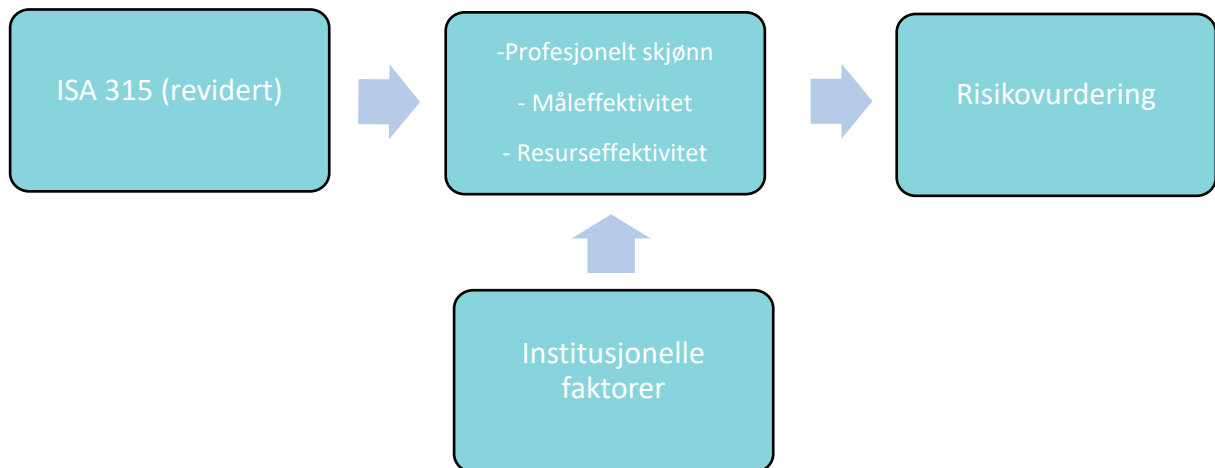 ISA 315 (revidert)
-Profesjonelt skjønn
- Måleffektivitet
- Resurseffektivitet
Risikovurdering
Institusjonelle
faktorer